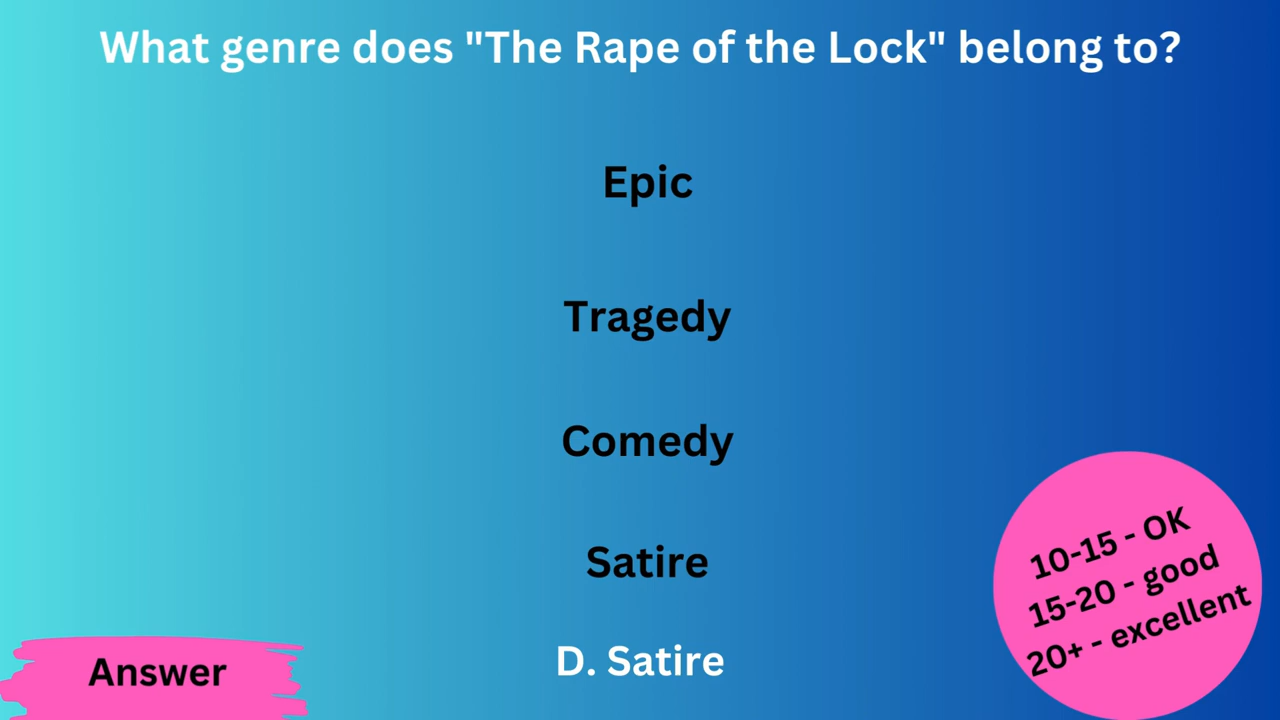 What genre does "The Rape of the Lock" belong to?
Epic
Tragedy
Comedy
Satire
D. Satire
Answer
10-15 - OK
15-20 - good
20+ - excellent